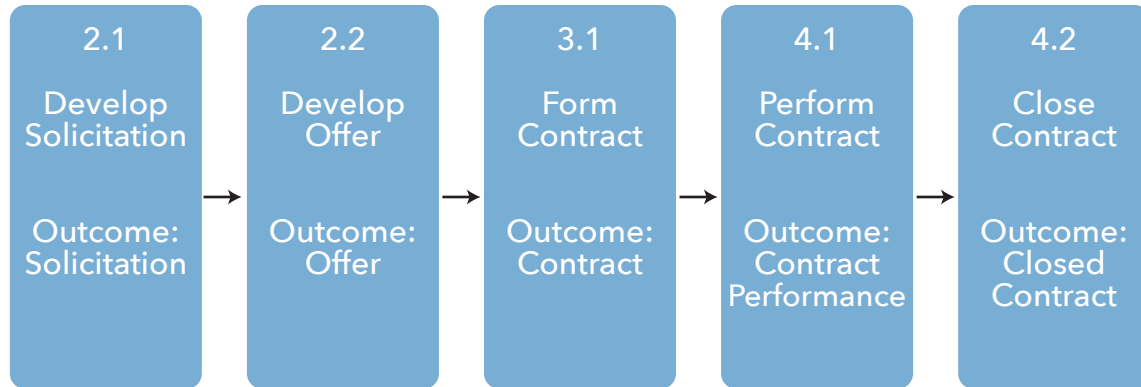 2.1
Develop
Solicitation
Outcome:
Solicitation
2.2
Develop
Offer
Outcome:
Offer
3.1
Form
Contract
Outcome:
Contract
4.1
Perform
Contract
Outcome:
Contract
Performance
4.2
Close
Contract
Outcome:
Closed
Contract